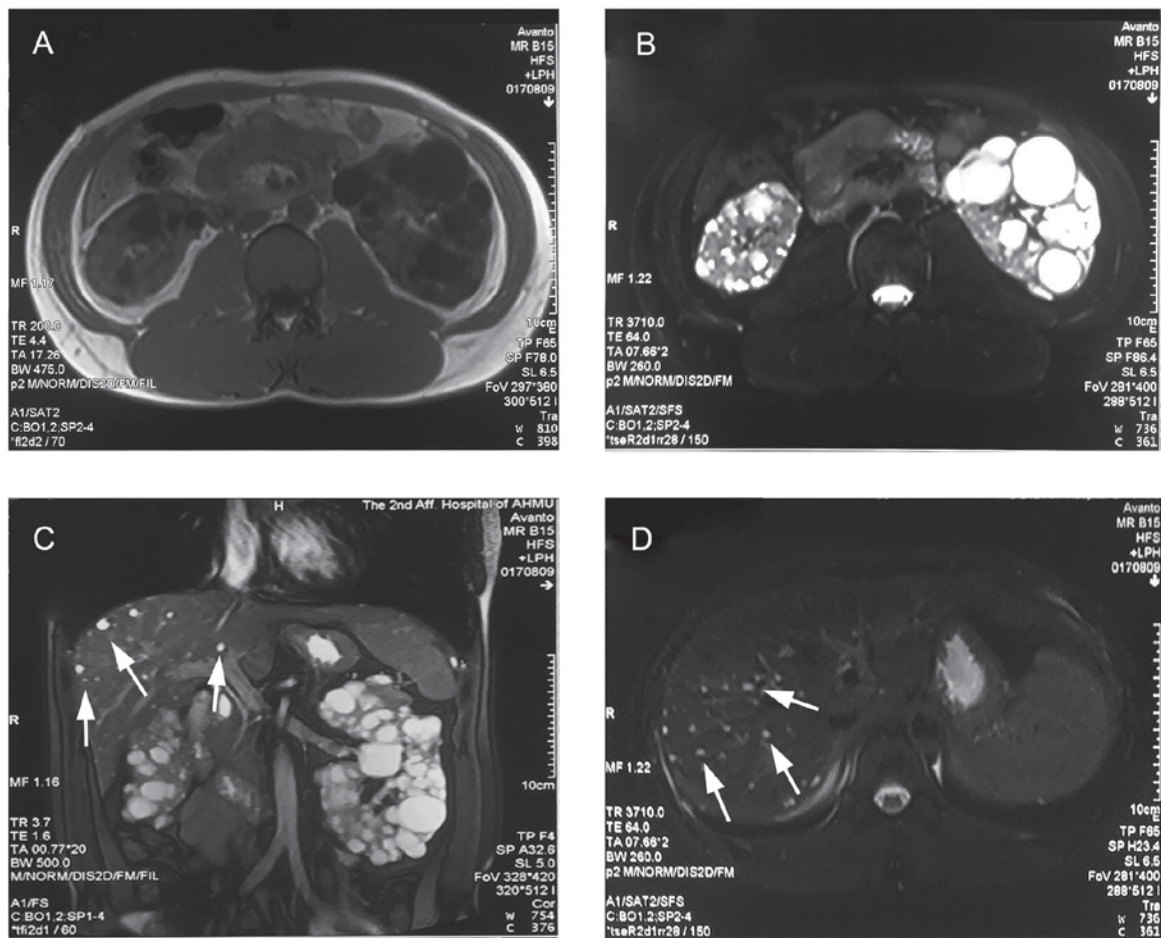 A
Avanto
MR B15
HFS
+LPH
0170809
R
MF 1.17
TR 200.0
TE 4.4
TA 17.26
BW 475.0
p2 M/NORM/DIS2D/FM/FIL
A1/SAT2
C:BO1,2;SP2-4
*fi2d2 / 70
10cm
E
TP F65
SP F78.0
SL 6.5
FoV 297*380
300*512 I
Tra
W 810
C 398
B
Avanto
MR B15
HFS
+LPH
0170809
R
MF 1.22
TR 3710.0
TE 64.0
TA 07.66*2
BW 260.0
p2 M/NORM/DIS2D/FM
A1/SAT2/SFS
C:BO1,2;SP2-4
*tseR2d1rr28 / 150
10cm
E
TP F65
SP F86.4
SL 6.5
FoV 281*400
288*512 I
Tra
W 736
C 361
C
H
The 2nd Aff. Hospital of AHMU
Avanto
MR B15
HFS
+LPH
0170809
R
MF 1.16
TR 3.7
TE 1.6
TA 00.77*20
BW 500.0
M/NORM/DIS2D/FM/FIL
A1/FS
C:BO1,2;SP1-4
*tfi2d1 / 60
10cm
TP F4
SP A32.6
SL 5.0
FoV 328*420
320*512 I
Cor
W 754
C 376
D
Avanto
MR B15
HFS
+LPH
0170809
R
MF 1.22
TR 3710.0
TE 64.0
TA 07.66*2
BW 260.0
p2 M/NORM/DIS2D/FM
A1/SAT2/SFS
C:BO1,2;SP2-4
*tseR2d1rr28 / 150
10cm
E
TP F65
SP H23.4
SL 6.5
FoV 281*400
288*512 I
Tra
W 736
C 361